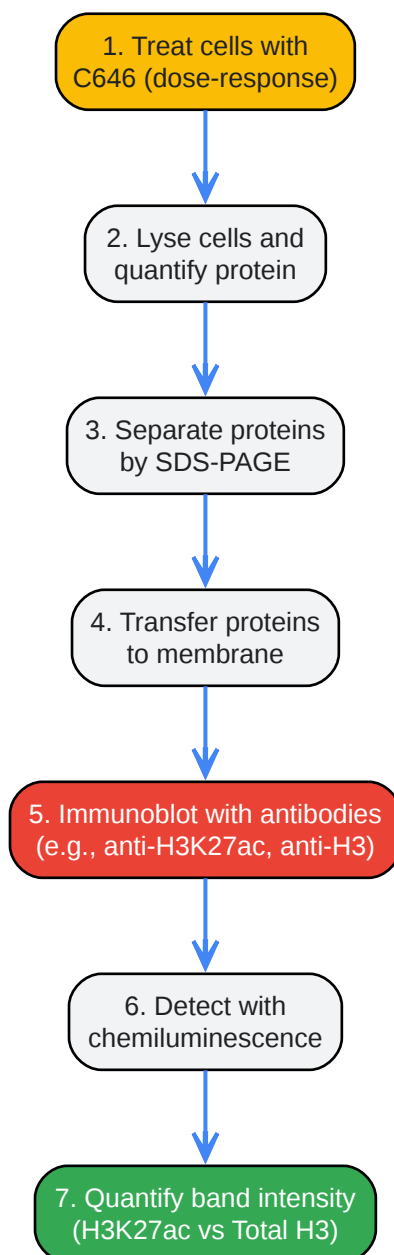 1. Treat cells with
C646 (dose-response)
2. Lyse cells and
quantify protein
3. Separate proteins
by SDS-PAGE
4. Transfer proteins
to membrane
5. Immunoblot with antibodies
(e.g., anti-H3K27ac, anti-H3)
6. Detect with
chemiluminescence
7. Quantify band intensity
(H3K27ac vs Total H3)